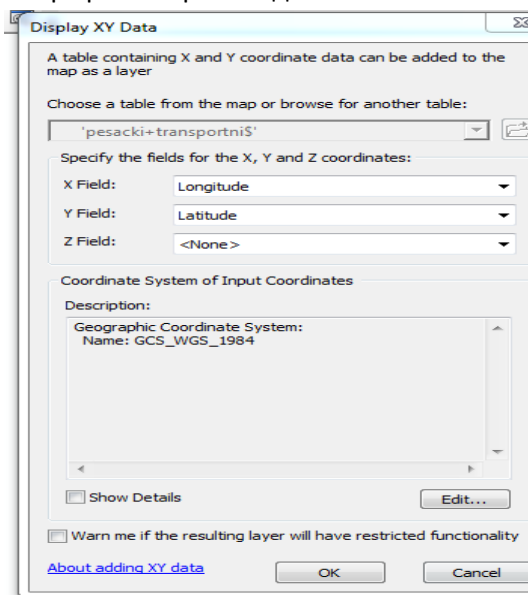 Display XY Data
A table containing X and Y coordinate data can be added to the
map as a layer
Choose a table from the map or browse for another table:
'pesacki+transportni$'
Specify the fields for the X, Y and Z coordinates:
X Field: Longitude
Y Field: Latitude
Z Field: <None>
Coordinate System of Input Coordinates
Description:
Geographic Coordinate System:
Name: GCS_WGS_1984
Show Details
Edit...
Warn me if the resulting layer will have restricted functionality
About adding XY data
OK
Cancel